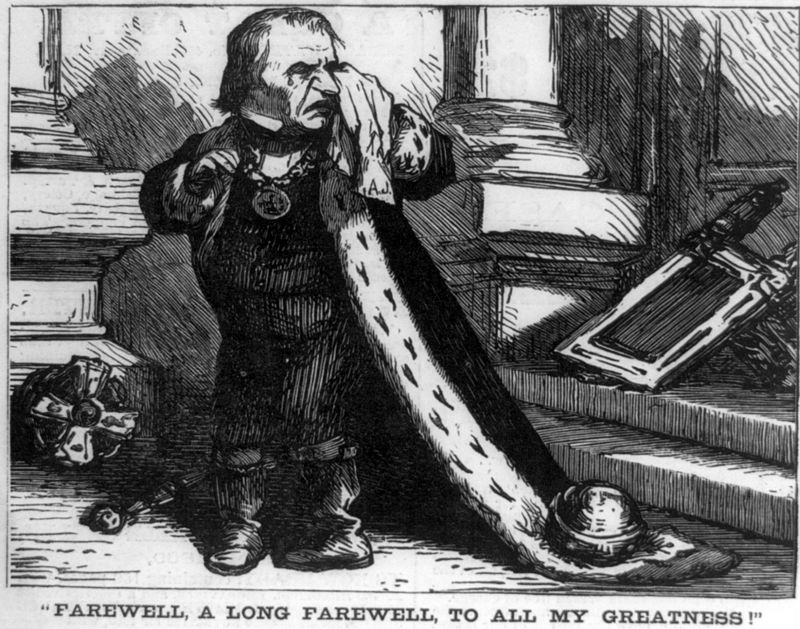 A.J.
"FAREWELL, A LONG FAREWELL, TO ALL MY GREATNESS!"